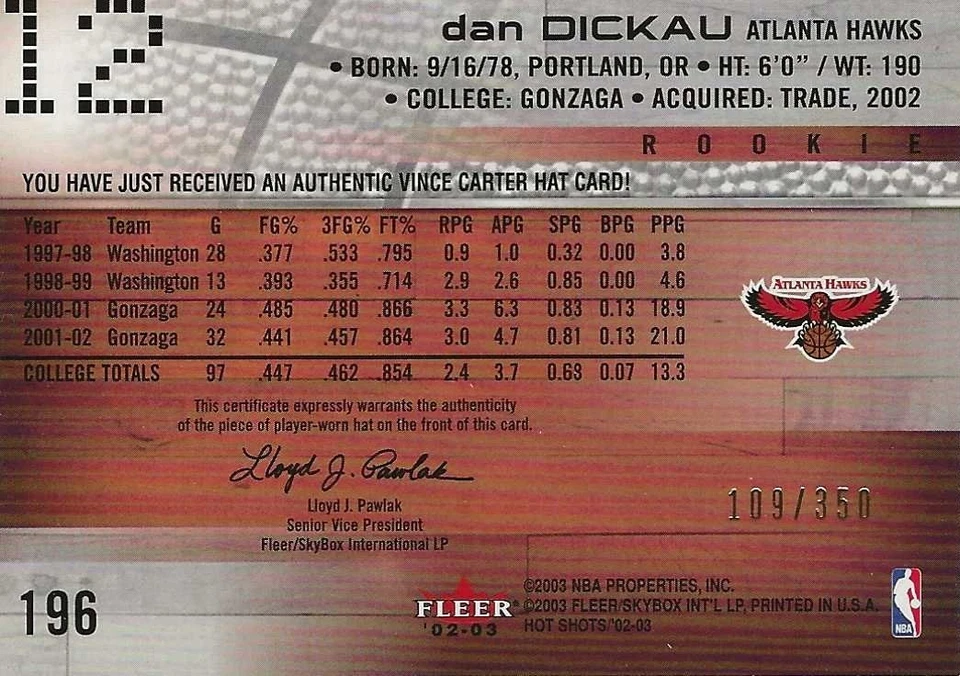 12
dan DICKAU ATLANTA HAWKS
• BORN: 9/16/78, PORTLAND, OR • HT: 6'0" / WT: 190
• COLLEGE: GONZAGA • ACQUIRED: TRADE, 2002
ROOKIE
YOU HAVE JUST RECEIVED AN AUTHENTIC VINCE CARTER HAT CARD!
Year Team G FG% 3FG% FT% RPG APG SPG BPG PPG
1997-98 Washington 28 .377 .533 .795 0.9 1.0 0.32 0.00 3.8
1998-99 Washington 13 .393 .355 .714 2.9 2.6 0.85 0.00 4.6
2000-01 Gonzaga 24 .485 .480 .866 3.3 6.3 0.83 0.13 18.9
2001-02 Gonzaga 32 .441 .457 .864 3.0 4.7 0.81 0.13 21.0
COLLEGE TOTALS 97 .447 .462 .854 2.4 3.7 0.68 0.07 13.3
ATLANTA HAWKS
This certificate expressly warrants the authenticity
of the piece of player-worn hat on the front of this card.
Lloyd J. Pawlak
Lloyd J. Pawlak
Senior Vice President
Fleer/SkyBox International LP
109/350
196
FLEER
'02-03
©2003 NBA PROPERTIES, INC.
©2003 FLEER/SKYBOX INT'L LP, PRINTED IN U.S.A.
HOT SHOTS/'02-03
NBA